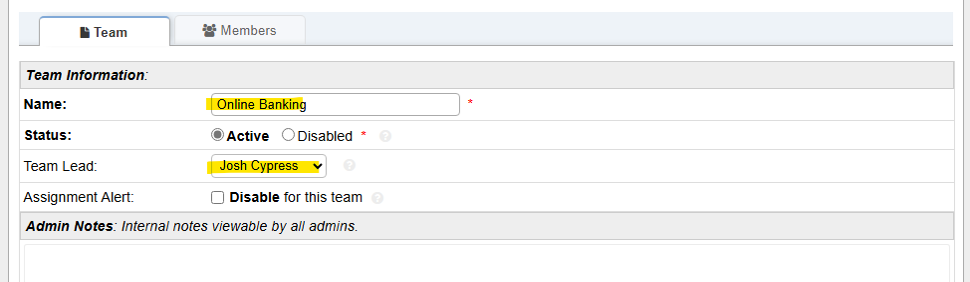 Team Members
Team Information:
Name: Online Banking *
Status: Active Disabled * ?
Team Lead: Josh Cypress ?
Assignment Alert: Disable for this team ?
Admin Notes: Internal notes viewable by all admins.